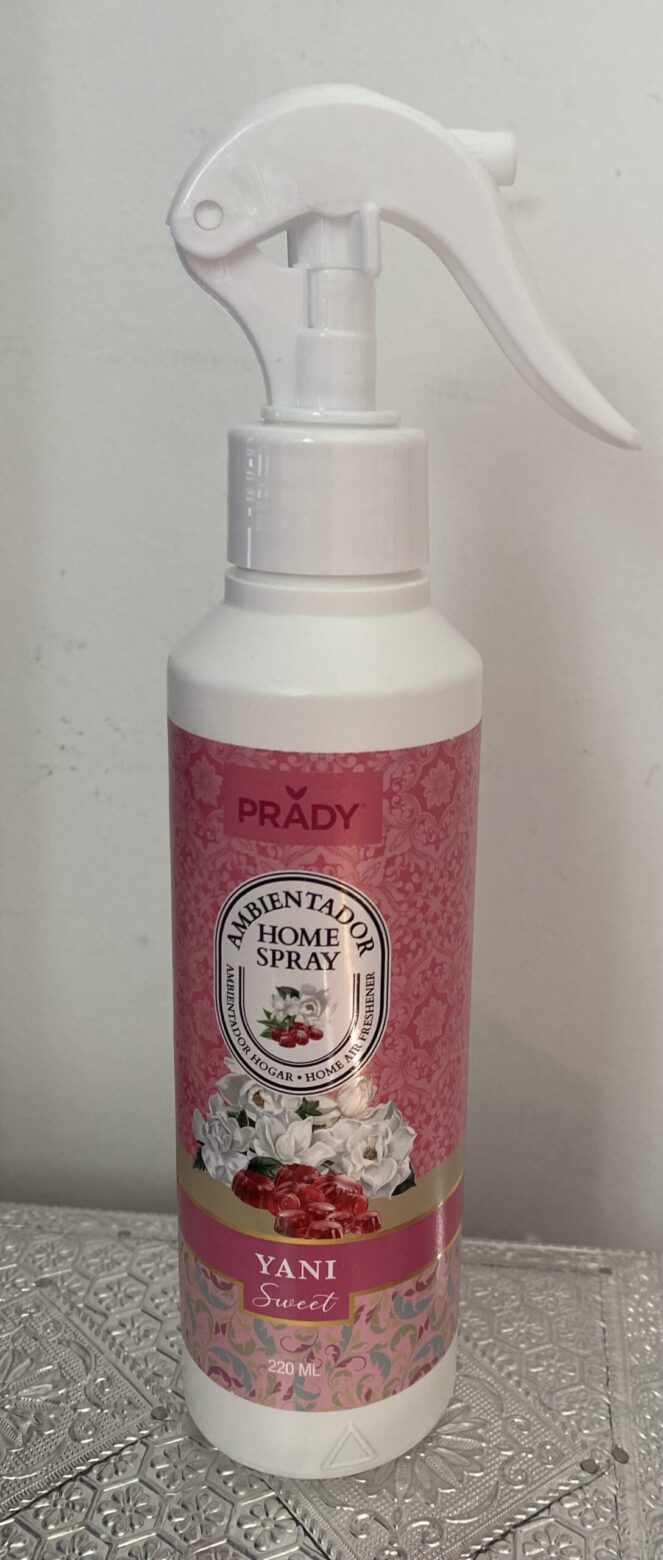 PRADY
AMBIENTADOR
HOME
SPRAY
AMBIENTADOR HOGAR • HOME AIR FRESHENER
YANI
Sweet
220 ML